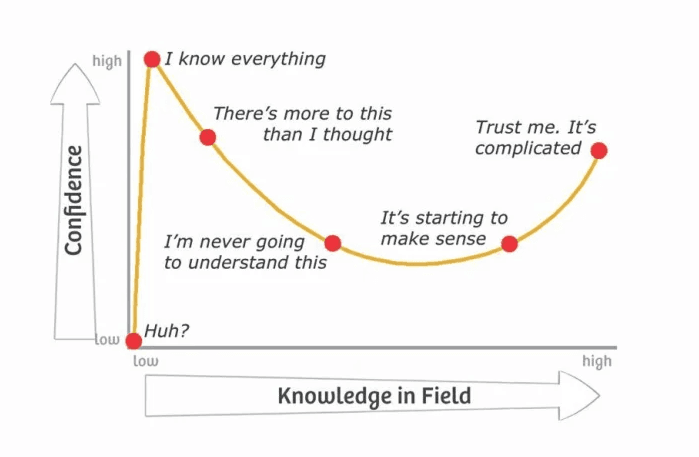 high
I know everything
There's more to this
than I thought
Trust me. It's
complicated
Confidence
It's starting to
make sense
I'm never going
to understand this
Huh?
low
low
high
Knowledge in Field